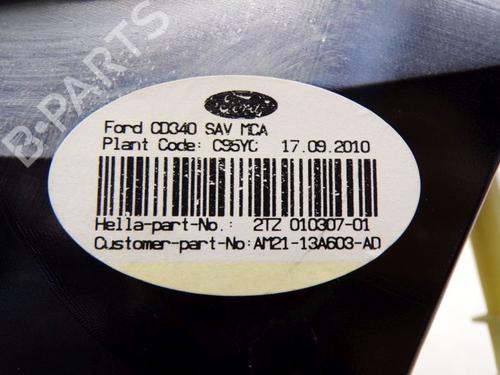 B-PARTS
Ford
Ford CD340 SAV MCA
Plant Code: C95YC 17.09.2010
Hella-part-No.: 2TZ 010307-01
Customer-part-No:AM21-13A603-AD